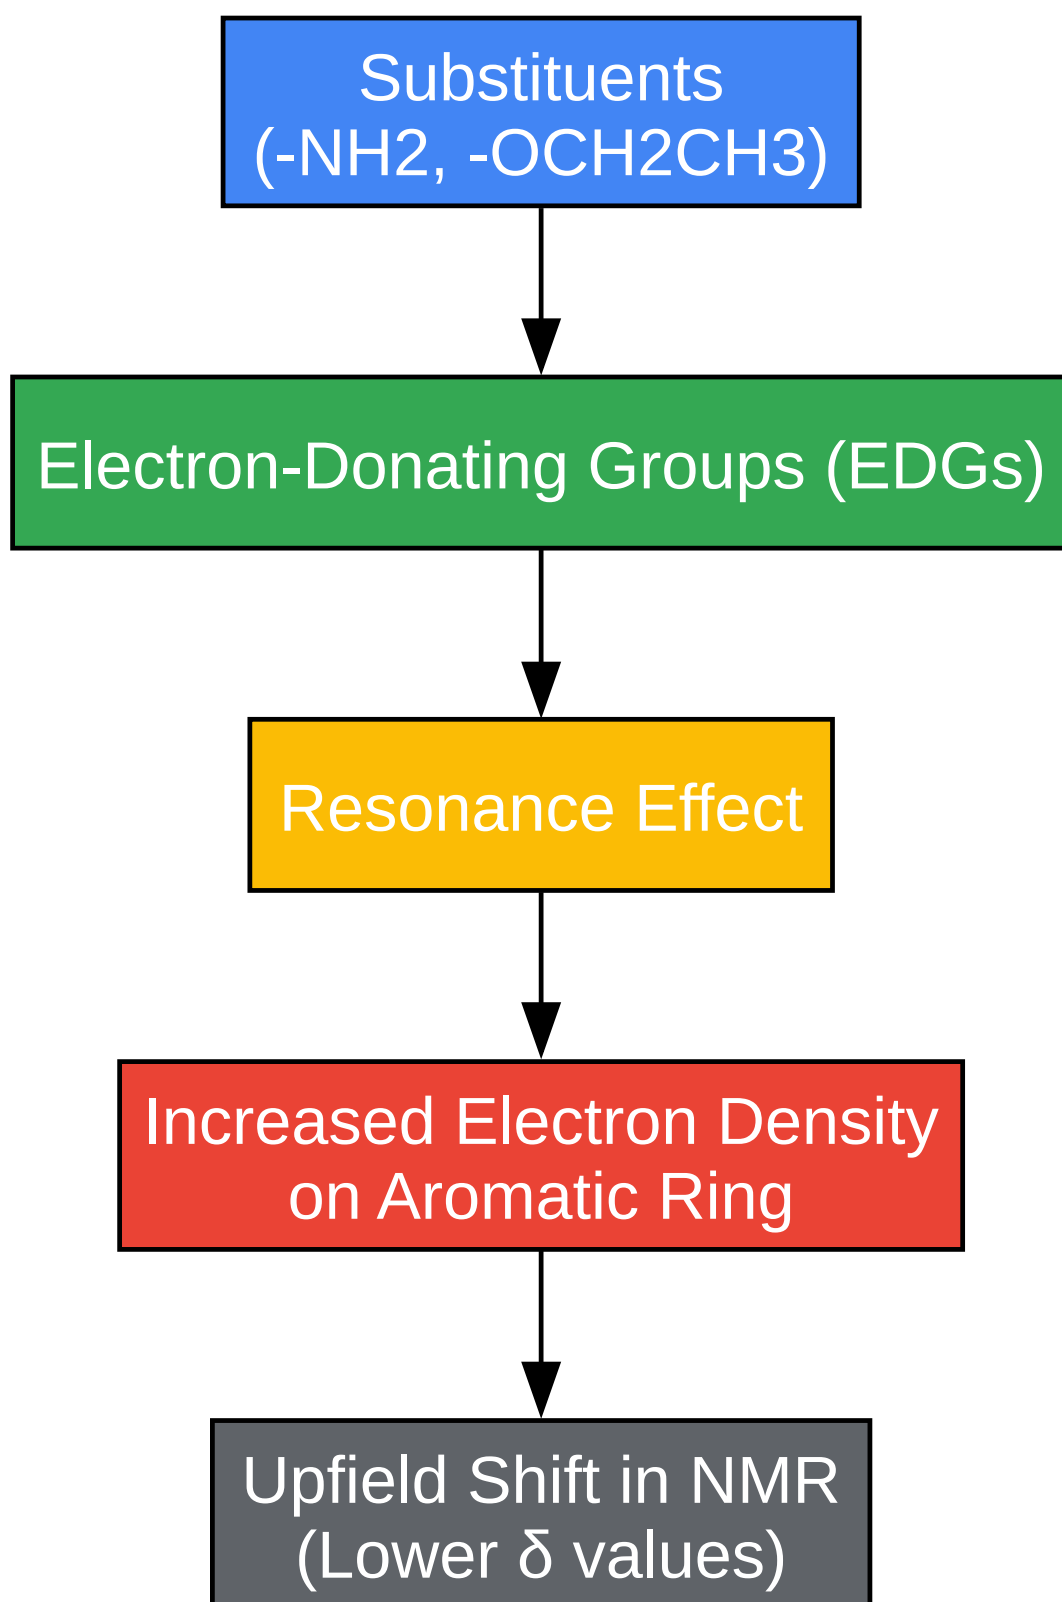 Substituents
(-NH2, -OCH2CH3)
Electron-Donating Groups (EDGs)
Resonance Effect
Increased Electron Density
on Aromatic Ring
Upfield Shift in NMR
(Lower δ values)